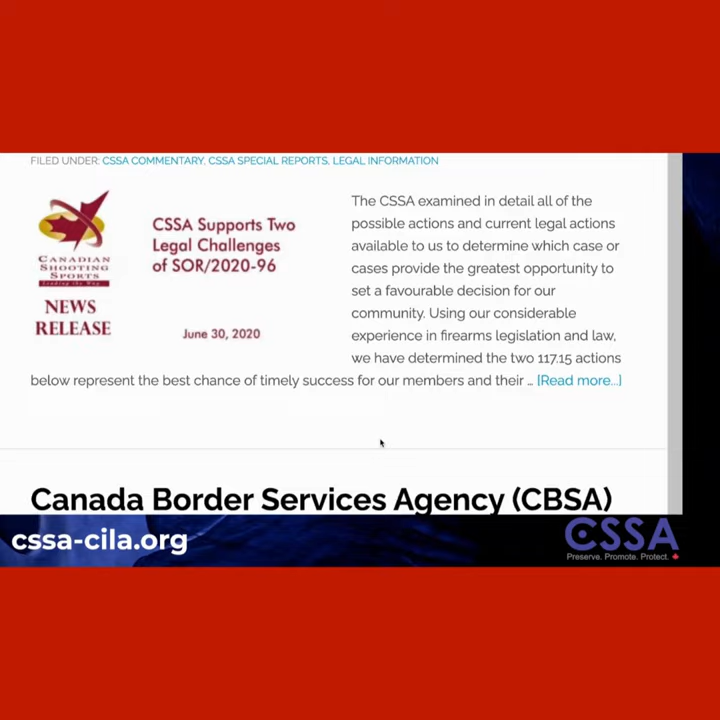 FILED UNDER: CSSA COMMENTARY, CSSA SPECIAL REPORTS, LEGAL INFORMATION
CANADIAN
SHOOTING
SPORTS
Leading the Way
NEWS
RELEASE
CSSA Supports Two
Legal Challenges
of SOR/2020-96
June 30, 2020
The CSSA examined in detail all of the
possible actions and current legal actions
available to us to determine which case or
cases provide the greatest opportunity to
set a favourable decision for our
community. Using our considerable
experience in firearms legislation and law,
we have determined the two 117.15 actions
below represent the best chance of timely success for our members and their ... [Read more...]
Canada Border Services Agency (CBSA)
cssa-cila.org
CSSA
Preserve. Promote. Protect.